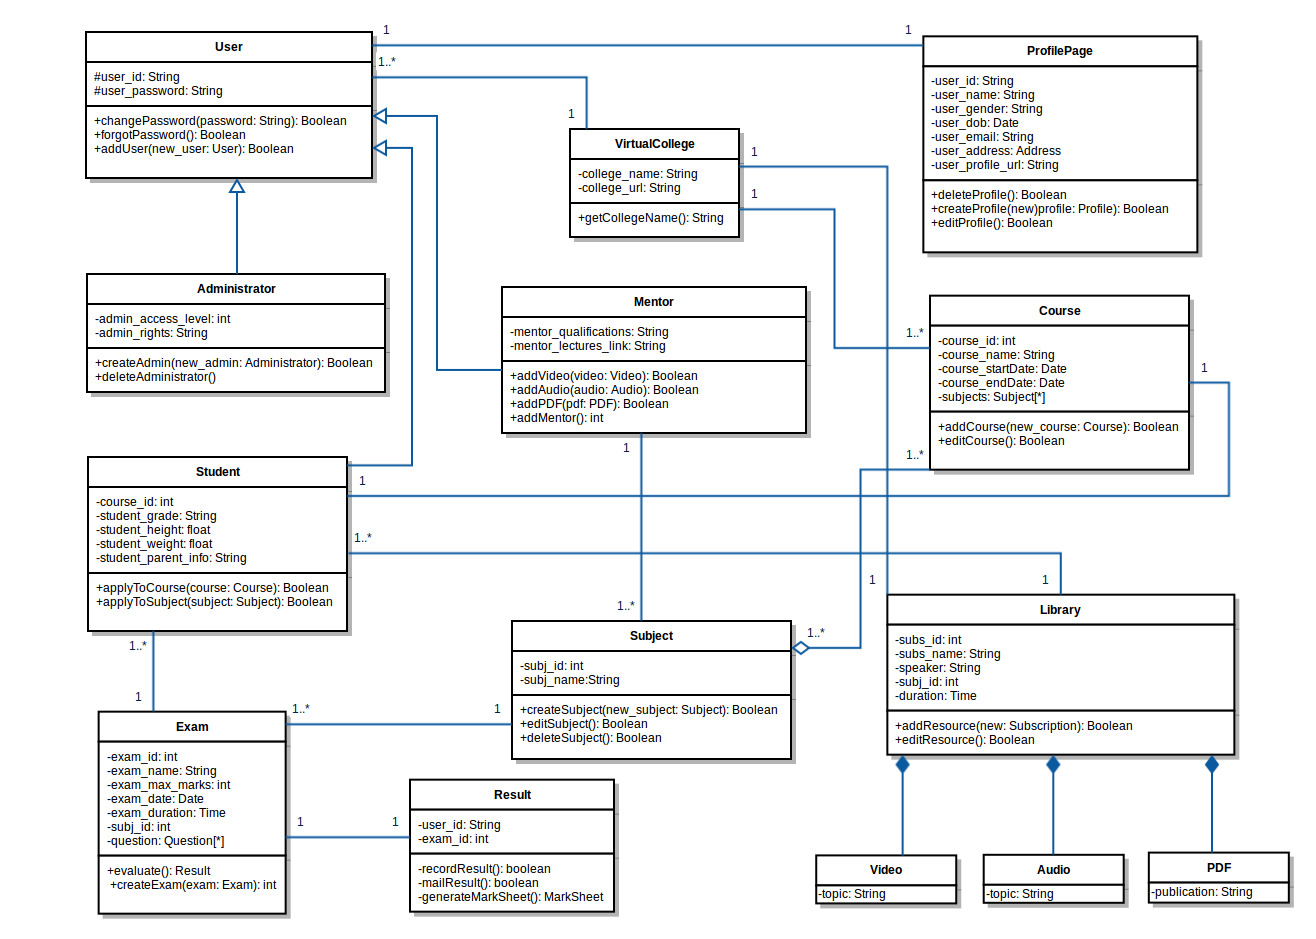 User
#user_id: String
#user_password: String
+changePassword(password: String): Boolean
+forgotPassword(): Boolean
+addUser(new_user: User): Boolean
1
1
1..*
1
ProfilePage
-user_id: String
-user_name: String
-user_gender: String
-user_dob: Date
-user_email: String
-user_address: Address
-user_profile_url: String
+deleteProfile(): Boolean
+createProfile(new)profile: Profile): Boolean
+editProfile(): Boolean
VirtualCollege
-college_name: String
-college_url: String
+getCollegeName(): String
1
1
Administrator
-admin_access_level: int
-admin_rights: String
+createAdmin(new_admin: Administrator): Boolean
+deleteAdministrator()
Mentor
-mentor_qualifications: String
-mentor_lectures_link: String
+addVideo(video: Video): Boolean
+addAudio(audio: Audio): Boolean
+addPDF(pdf: PDF): Boolean
+addMentor(): int
1
1..*
Course
-course_id: int
-course_name: String
-course_startDate: Date
-course_endDate: Date
-subjects: Subject[*]
+addCourse(new_course: Course): Boolean
+editCourse(): Boolean
1
1..*
Student
-course_id: int
-student_grade: String
-student_height: float
-student_weight: float
-student_parent_info: String
+applyToCourse(course: Course): Boolean
+applyToSubject(subject: Subject): Boolean
1
1..*
1
1
1..*
1..*
1
Subject
-subj_id: int
-subj_name:String
+createSubject(new_subject: Subject): Boolean
+editSubject(): Boolean
+deleteSubject(): Boolean
1..*
Library
-subs_id: int
-subs_name: String
-speaker: String
-subj_id: int
-duration: Time
+addResource(new: Subscription): Boolean
+editResource(): Boolean
Exam
-exam_id: int
-exam_name: String
-exam_max_marks: int
-exam_date: Date
-exam_duration: Time
-subj_id: int
-question: Question[*]
+evaluate(): Result
+createExam(exam: Exam): int
1..*
1
1
1
Result
-user_id: String
-exam_id: int
-recordResult(): boolean
-mailResult(): boolean
-generateMarkSheet(): MarkSheet
Video
-topic: String
Audio
-topic: String
PDF
-publication: String